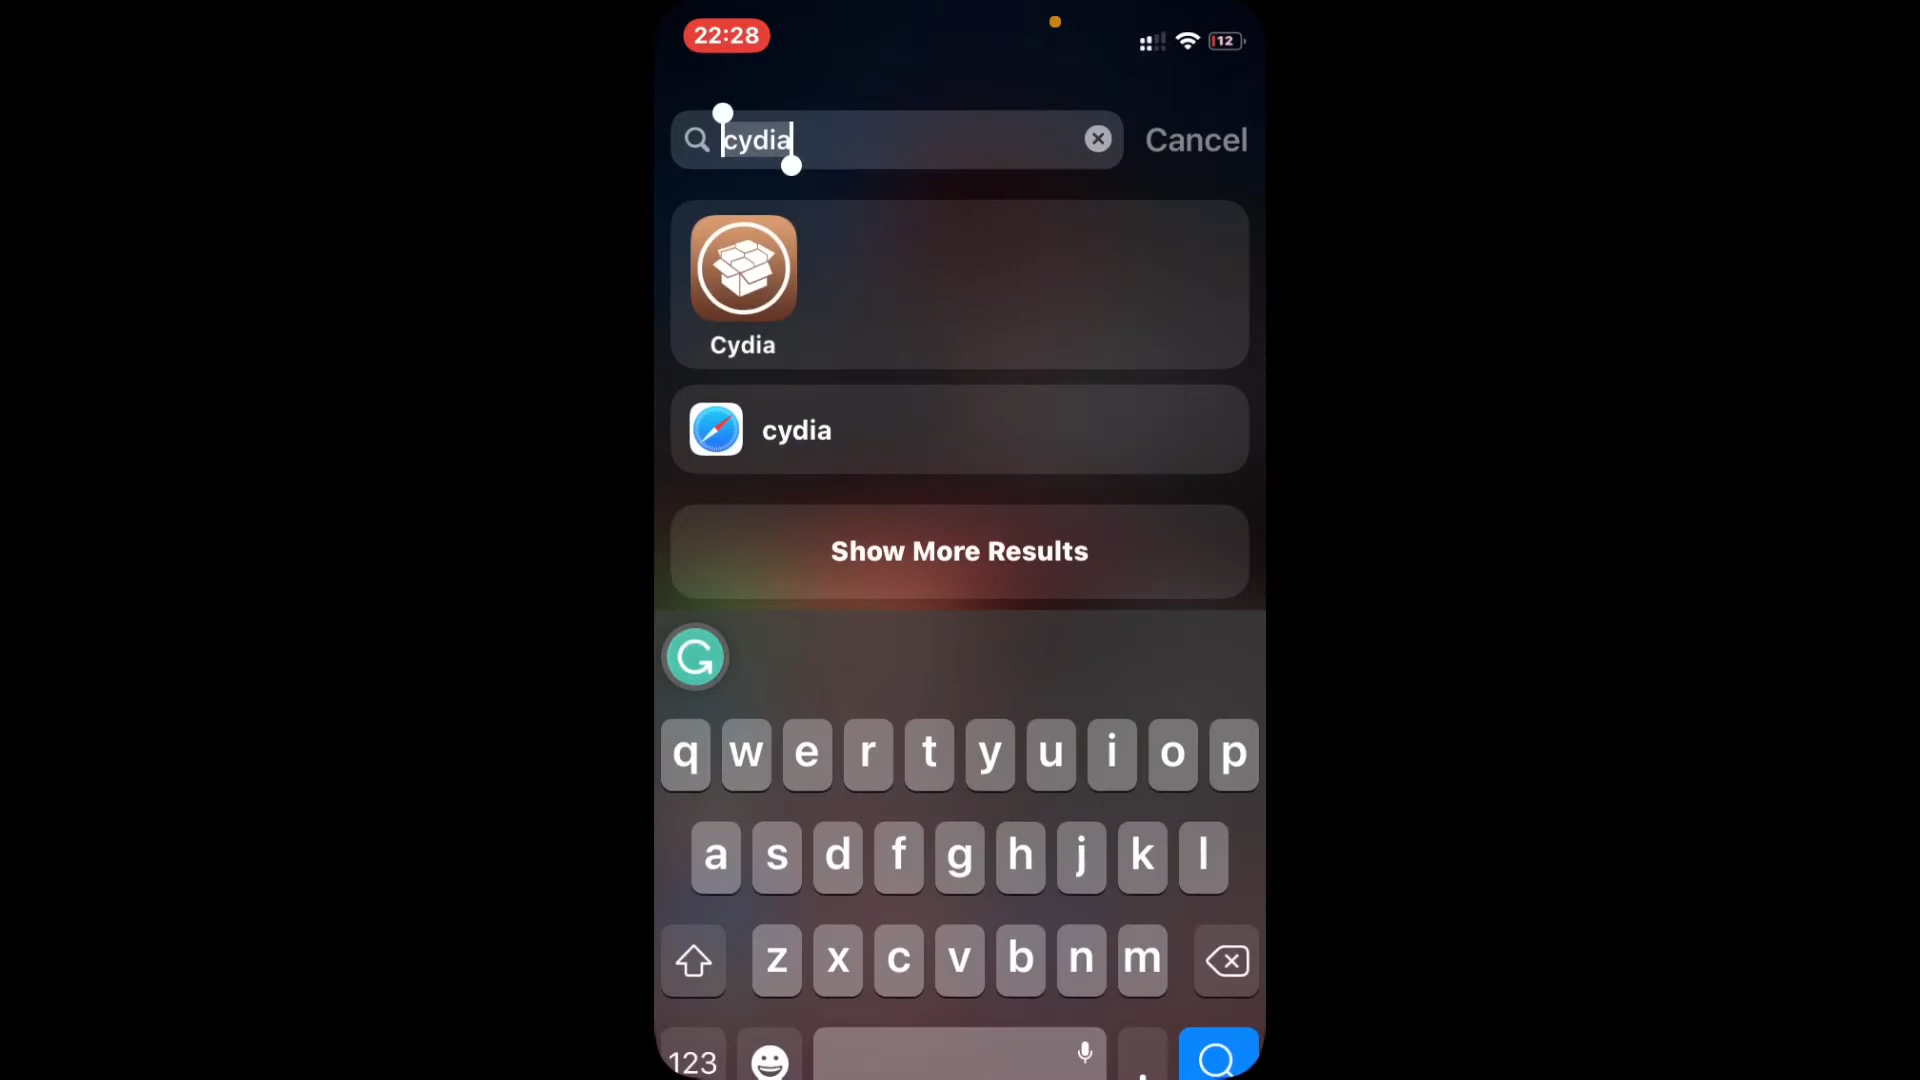 22:28
12
cydia
Cancel
Cydia
cydia
Show More Results
q w e r t y u i o p
a s d f g h j k l
z x c v b n m
123
.